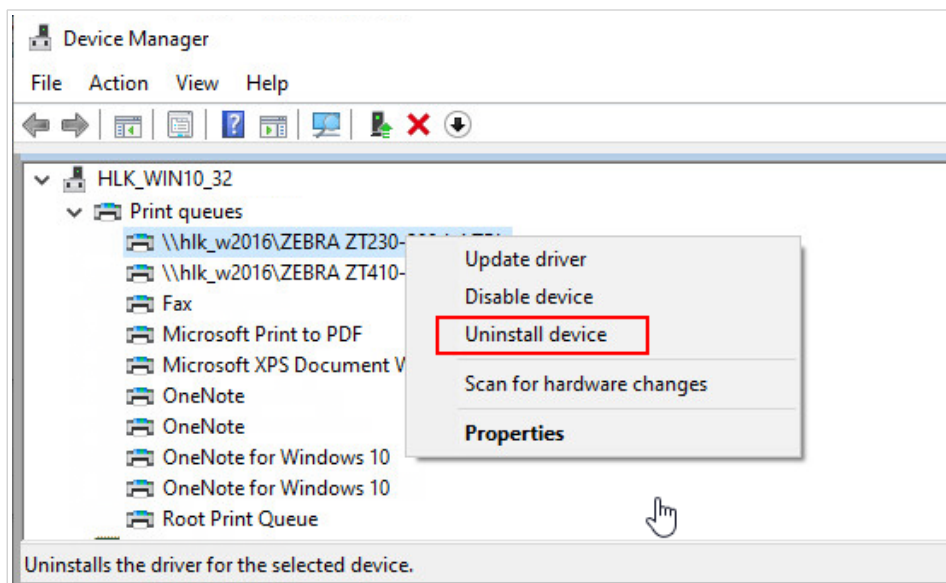 Device Manager
File Action View Help
HLK_WIN10_32
Print queues
\\hlk_w2016\ZEBRA ZT230-
\\hlk_w2016\ZEBRA ZT410-
Fax
Microsoft Print to PDF
Microsoft XPS Document
OneNote
OneNote
OneNote for Windows 10
OneNote for Windows 10
Root Print Queue
Update driver
Disable device
Uninstall device
Scan for hardware changes
Properties
Uninstalls the driver for the selected device.